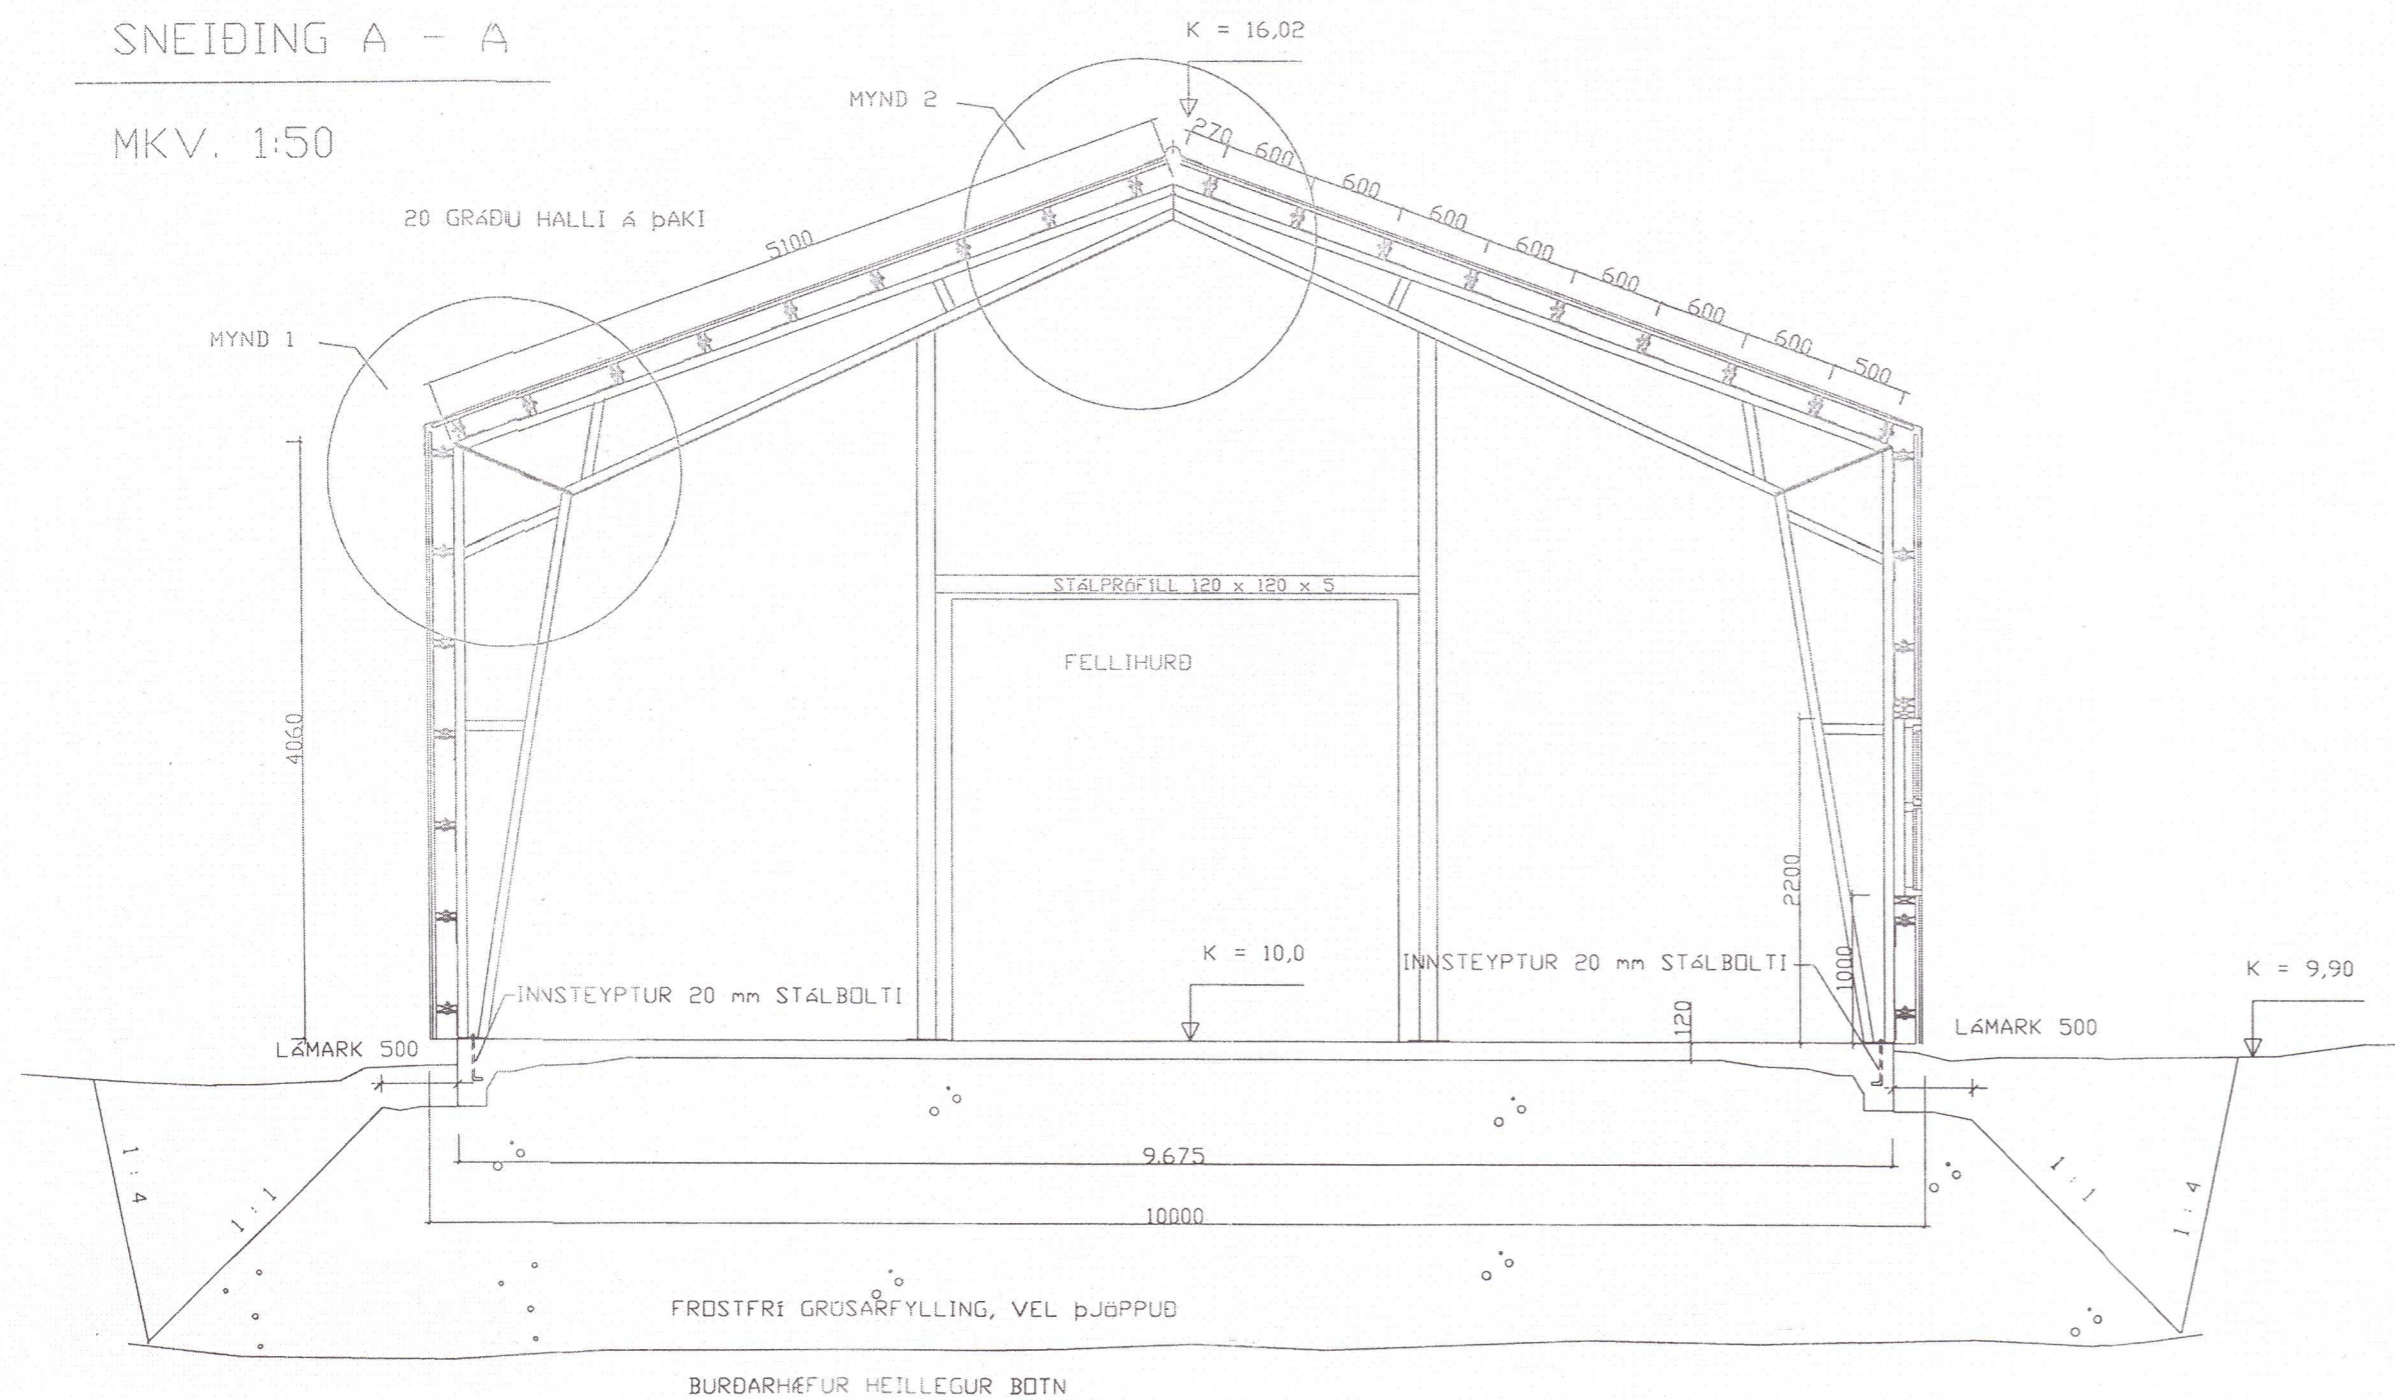 SNEIÐING A - A
K = 16,02
MKV. 1:50
MYND 2
270
600
600
600
600
600
600
600
500
20 GRÁÐU HALLI Á ÞAKI
5100
MYND 1
STÁLPRÓFÍLL 120 x 120 x 5
FELLIHURÐ
4060
2200
1000
120
K = 10,0
INNSTEYPTUR 20 mm STÁLBOLTI
INNSTEYPTUR 20 mm STÁLBOLTI
K = 9,90
LÁMARK 500
LÁMARK 500
9.675
10000
1 : 4
1 : 1
1 : 1
1 : 4
FROSTFRÍ GRÚSARFYLLING, VEL ÞJÖPPUÐ
BURÐARHÆFUR HEILLEGUR BOTN